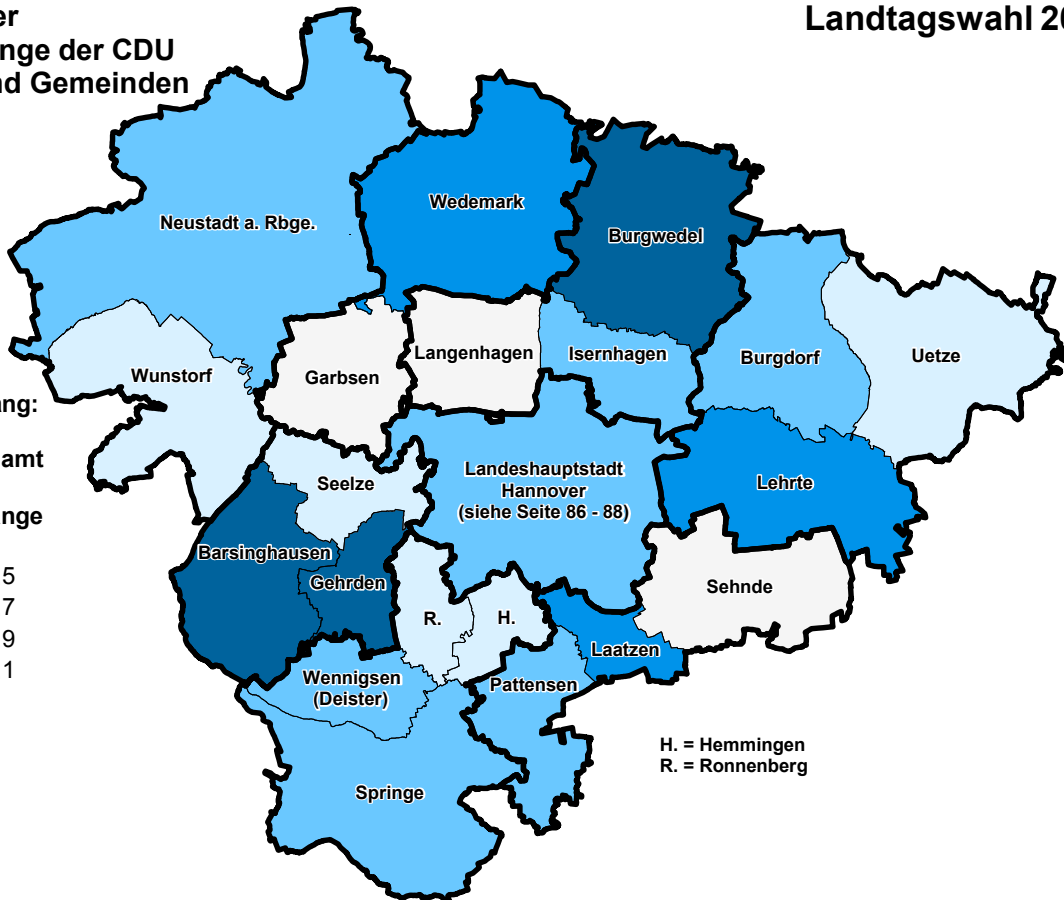 er
nge der CDU
nd Gemeinden
Landtagswahl 20
Wedemark
Neustadt a. Rbge.
Burgwedel
Langenhagen
Isernhagen
Burgdorf
Uetze
Wunstorf
Garbsen
ang:
amt
nge
5
7
9
1
Seelze
Landeshauptstadt
Hannover
(siehe Seite 86 - 88)
Lehrte
Barsinghausen
Gehrden
Sehnde
R.
H.
Laatzen
Wennigsen
(Deister)
Pattensen
H. = Hemmingen
R. = Ronnenberg
Springe